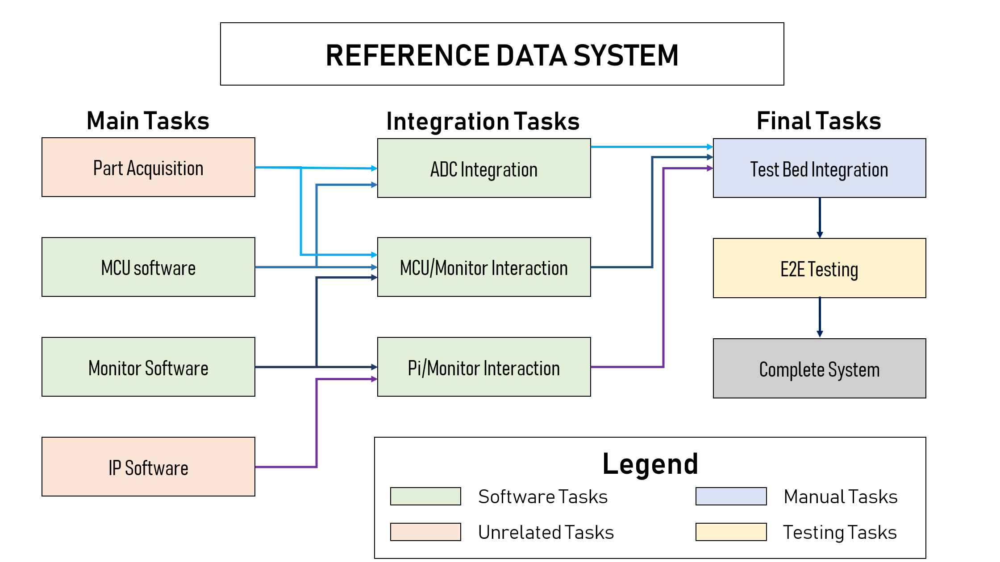 REFERENCE DATA SYSTEM
Main Tasks
Integration Tasks
Final Tasks
Part Acquisition
ADC Integration
Test Bed Integration
MCU software
MCU/Monitor Interaction
E2E Testing
Monitor Software
Pi/Monitor Interaction
Complete System
IP Software
Legend
Software Tasks
Manual Tasks
Unrelated Tasks
Testing Tasks